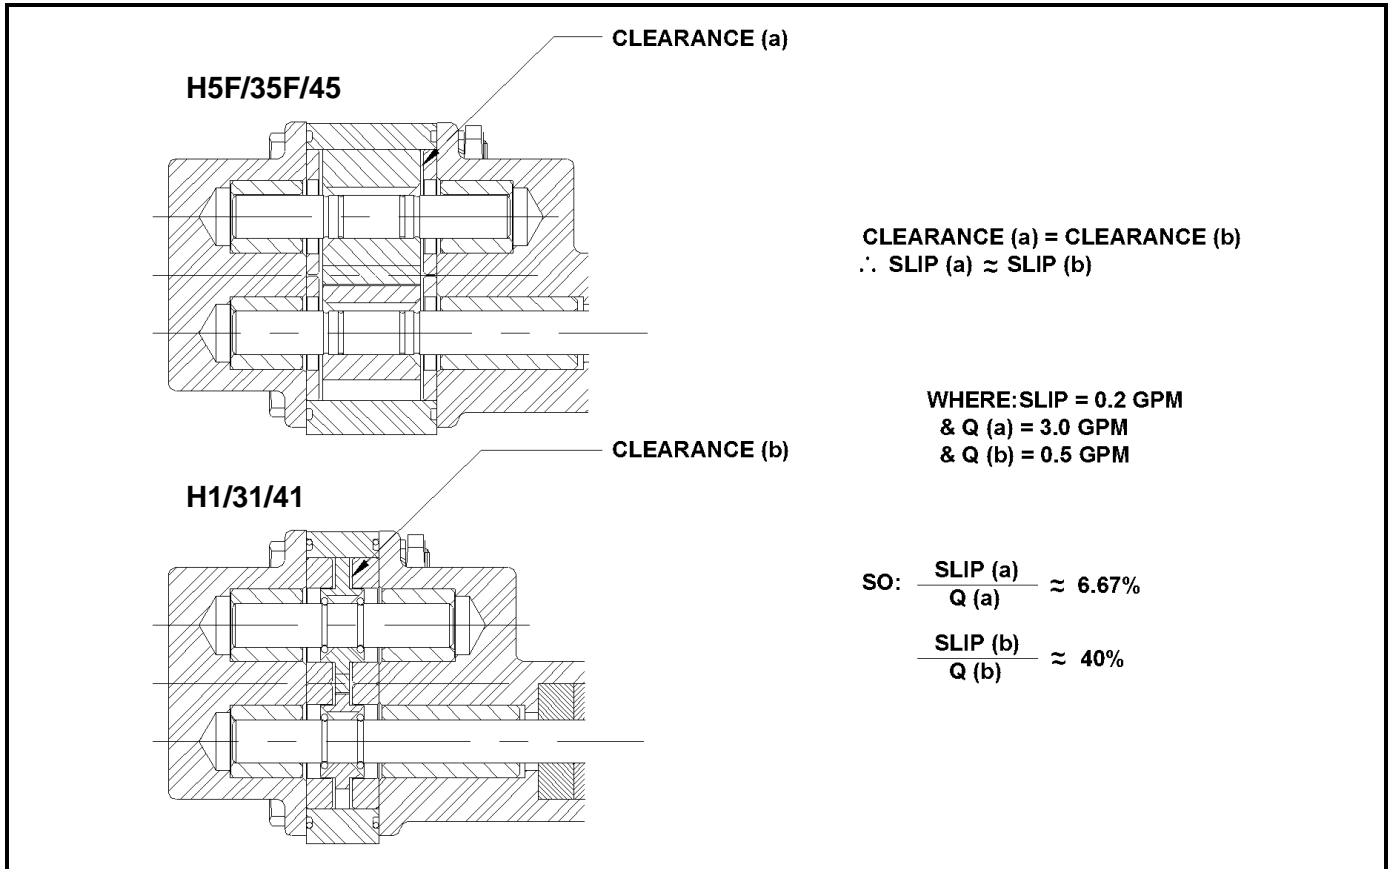 CLEARANCE (a)
H5F/35F/45
CLEARANCE (a) = CLEARANCE (b)
∴ SLIP (a) ≈ SLIP (b)
WHERE:SLIP = 0.2 GPM
& Q (a) = 3.0 GPM
& Q (b) = 0.5 GPM
CLEARANCE (b)
H1/31/41
SO: SLIP (a)
Q (a)
≈ 6.67%
SLIP (b)
Q (b)
≈ 40%